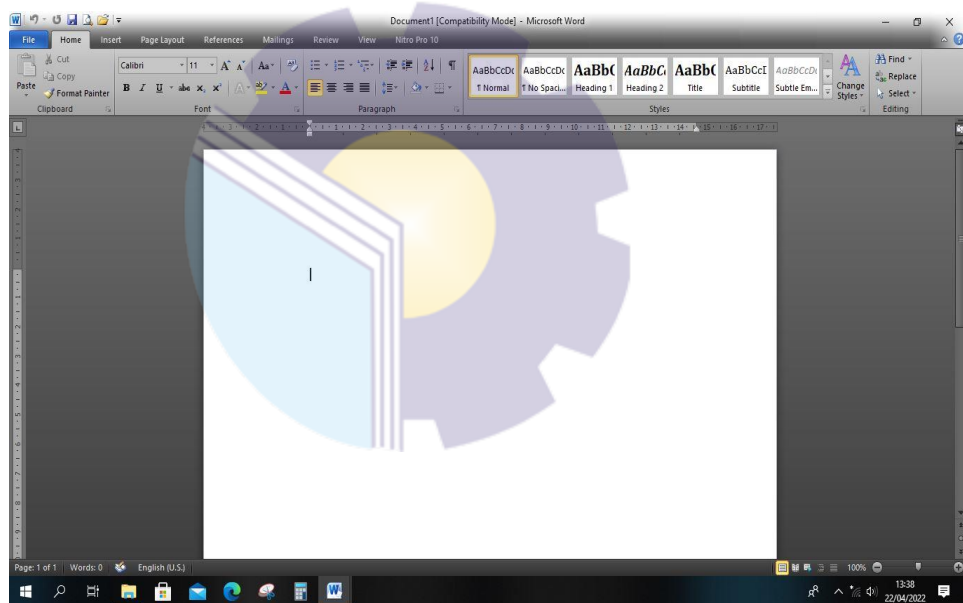 Document1 [Compatibility Mode] - Microsoft Word
File Home Insert Page Layout References Mailings Review View Nitro Pro 10
Paste
Cut
Copy
Format Painter
Clipboard
Calibri 11
Font
Paragraph
AaBbCcDc AaBbCcDc AaBb( AaBbC AaBb( AaBbCcI AaBbCcDc
¶ Normal ¶ No Spaci... Heading 1 Heading 2 Title Subtitle Subtle Em...
Styles
Change Styles
Find
Replace
Select
Editing
Page: 1 of 1 Words: 0 English (U.S.) 100%
13:38
22/04/2022